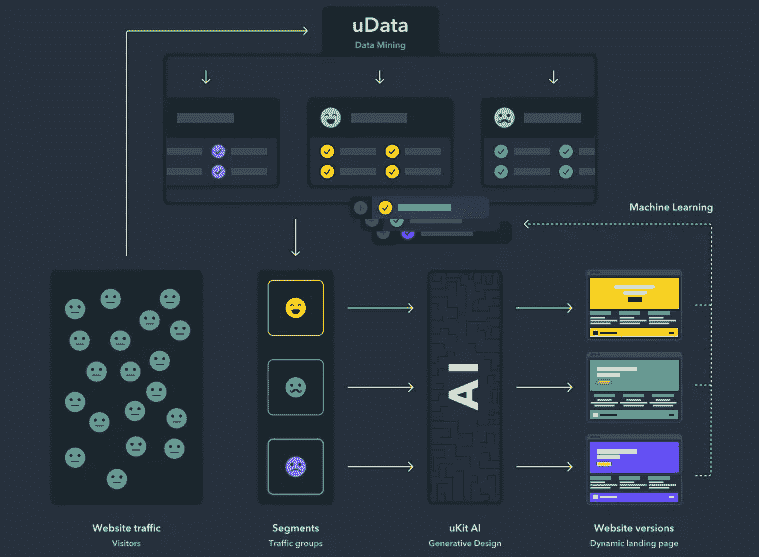 uData
Data Mining
Machine Learning
AI
Website traffic
Visitors
Segments
Traffic groups
uKit AI
Generative Design
Website versions
Dynamic landing page